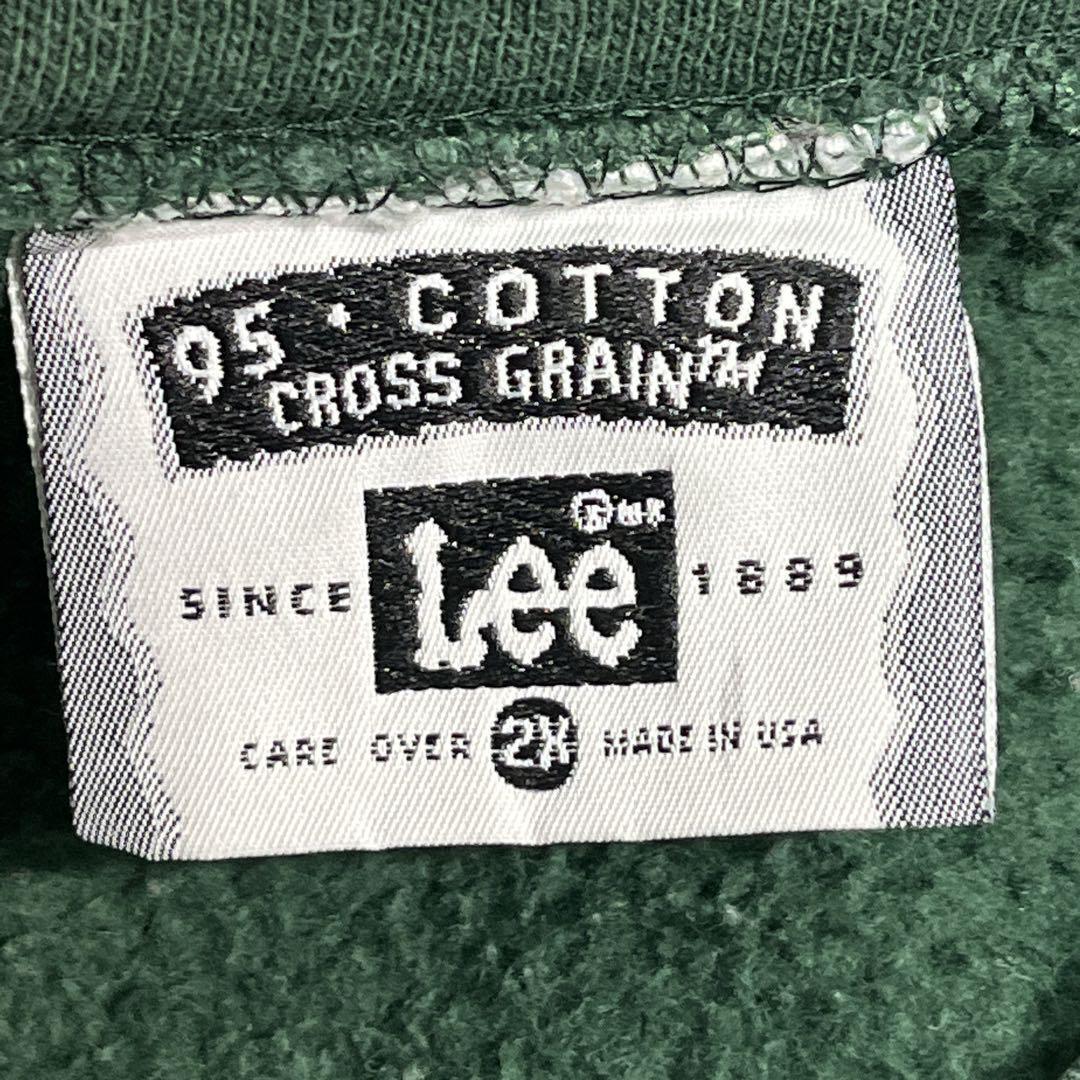 95 · COTTON
CROSS GRAIN™
Lee ®
SINCE 1889
CARE OVER 2X MADE IN USA